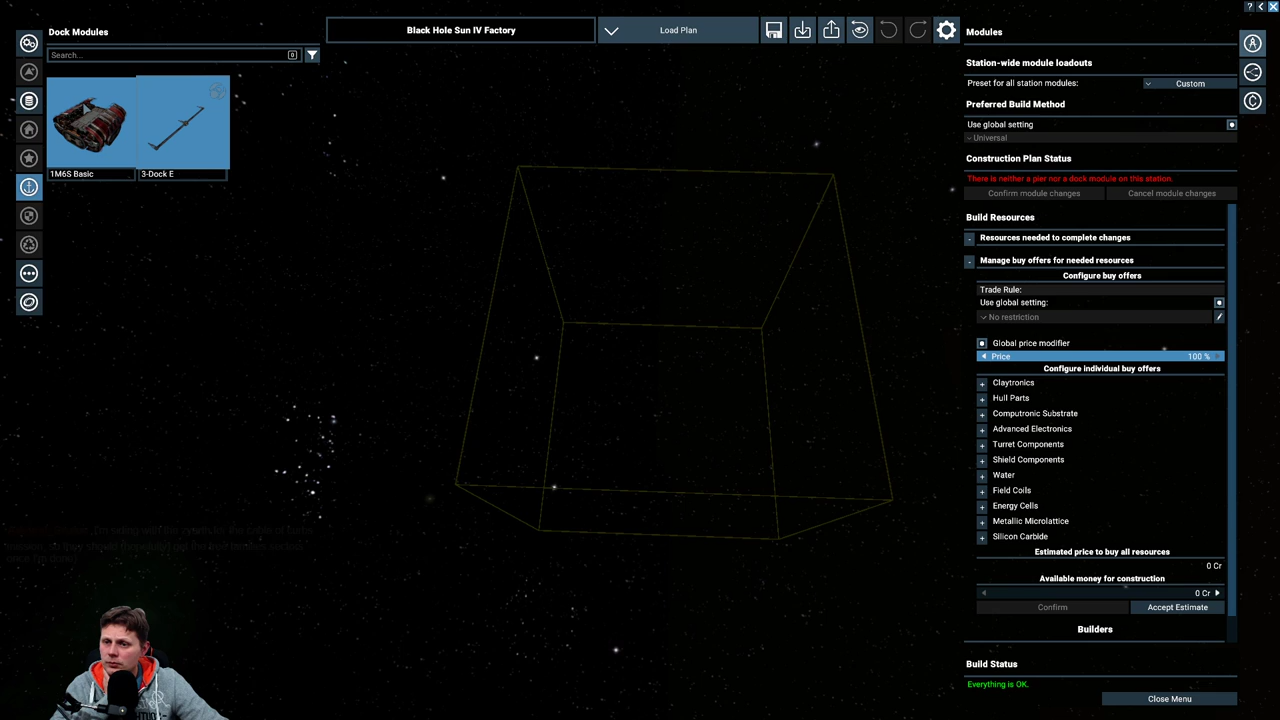 Dock Modules
Black Hole Sun IV Factory
Load Plan
Search...
0
1M6S Basic
3-Dock E
?
Modules
Station-wide module loadouts
Preset for all station modules:
Custom
Preferred Build Method
Use global setting
Universal
Construction Plan Status
There is neither a pier nor a dock module on this station.
Confirm module changes
Cancel module changes
Build Resources
- Resources needed to complete changes
- Manage buy offers for needed resources
Configure buy offers
Trade Rule:
Use global setting:
No restriction
Global price modifier
Price 100 %
Configure individual buy offers
+ Claytronics
+ Hull Parts
+ Computronic Substrate
+ Advanced Electronics
+ Turret Components
+ Shield Components
+ Water
+ Field Coils
+ Energy Cells
+ Metallic Microlattice
+ Silicon Carbide
Estimated price to buy all resources
0 Cr
Available money for construction
0 Cr
Confirm
Accept Estimate
Builders
Build Status
Everything is OK.
Close Menu